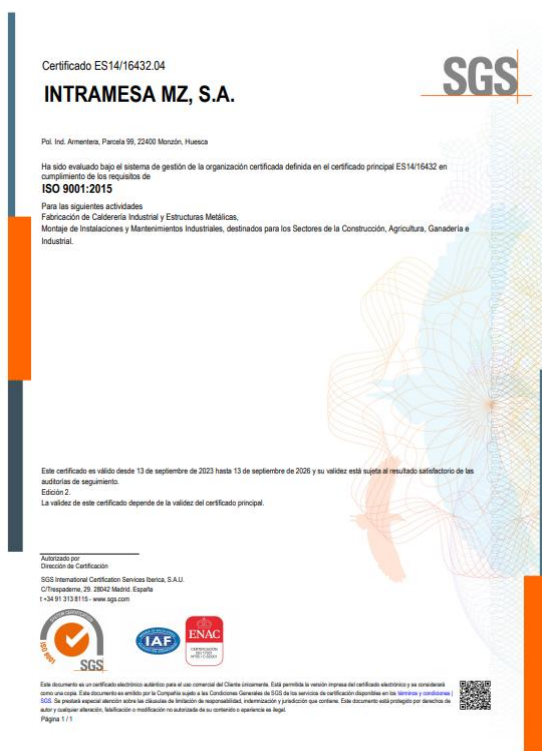 Certificado ES14/16432.04
SGS
INTRAMESA MZ, S.A.
Pol. Ind. Armentera, Parcela 99, 22400 Monzón, Huesca
Ha sido evaluado bajo el sistema de gestión de la organización certificada definida en el certificado principal ES14/16432 en
cumplimiento de los requisitos de
ISO 9001:2015
Para las siguientes actividades
Fabricación de Calderería Industrial y Estructuras Metálicas,
Montaje de Instalaciones y Mantenimientos Industriales, destinados para los Sectores de la Construcción, Agricultura, Ganadería e
Industrial.
Este certificado es válido desde 13 de septiembre de 2023 hasta 13 de septiembre de 2026 y su validez está sujeta al resultado satisfactorio de las
auditorías de seguimiento.
Edición 2.
La validez de este certificado depende de la validez del certificado principal.
Autorizado por
Dirección de Certificación
SGS International Certification Services Iberica, S.A.U.
C/Trespaderne, 29. 28042 Madrid. España
t +34 91 313 8115 - www.sgs.com
ISO 9001
SGS
IAF
ENAC
CERTIFICACIÓN
Este documento es un certificado electrónico auténtico para el uso comercial del Cliente únicamente. Está permitida la versión impresa del certificado electrónico y se considerará
como una copia. Este documento es emitido por la Compañía sujeto a las Condiciones Generales de SGS de los servicios de certificación disponibles en los términos y condiciones |
SGS. Se prestará especial atención sobre las cláusulas de limitación de responsabilidad, indemnización y jurisdicción que contiene. Este documento está protegido por derechos de
autor y cualquier alteración, falsificación o modificación no autorizada de su contenido o apariencia es ilegal.
Página 1 / 1